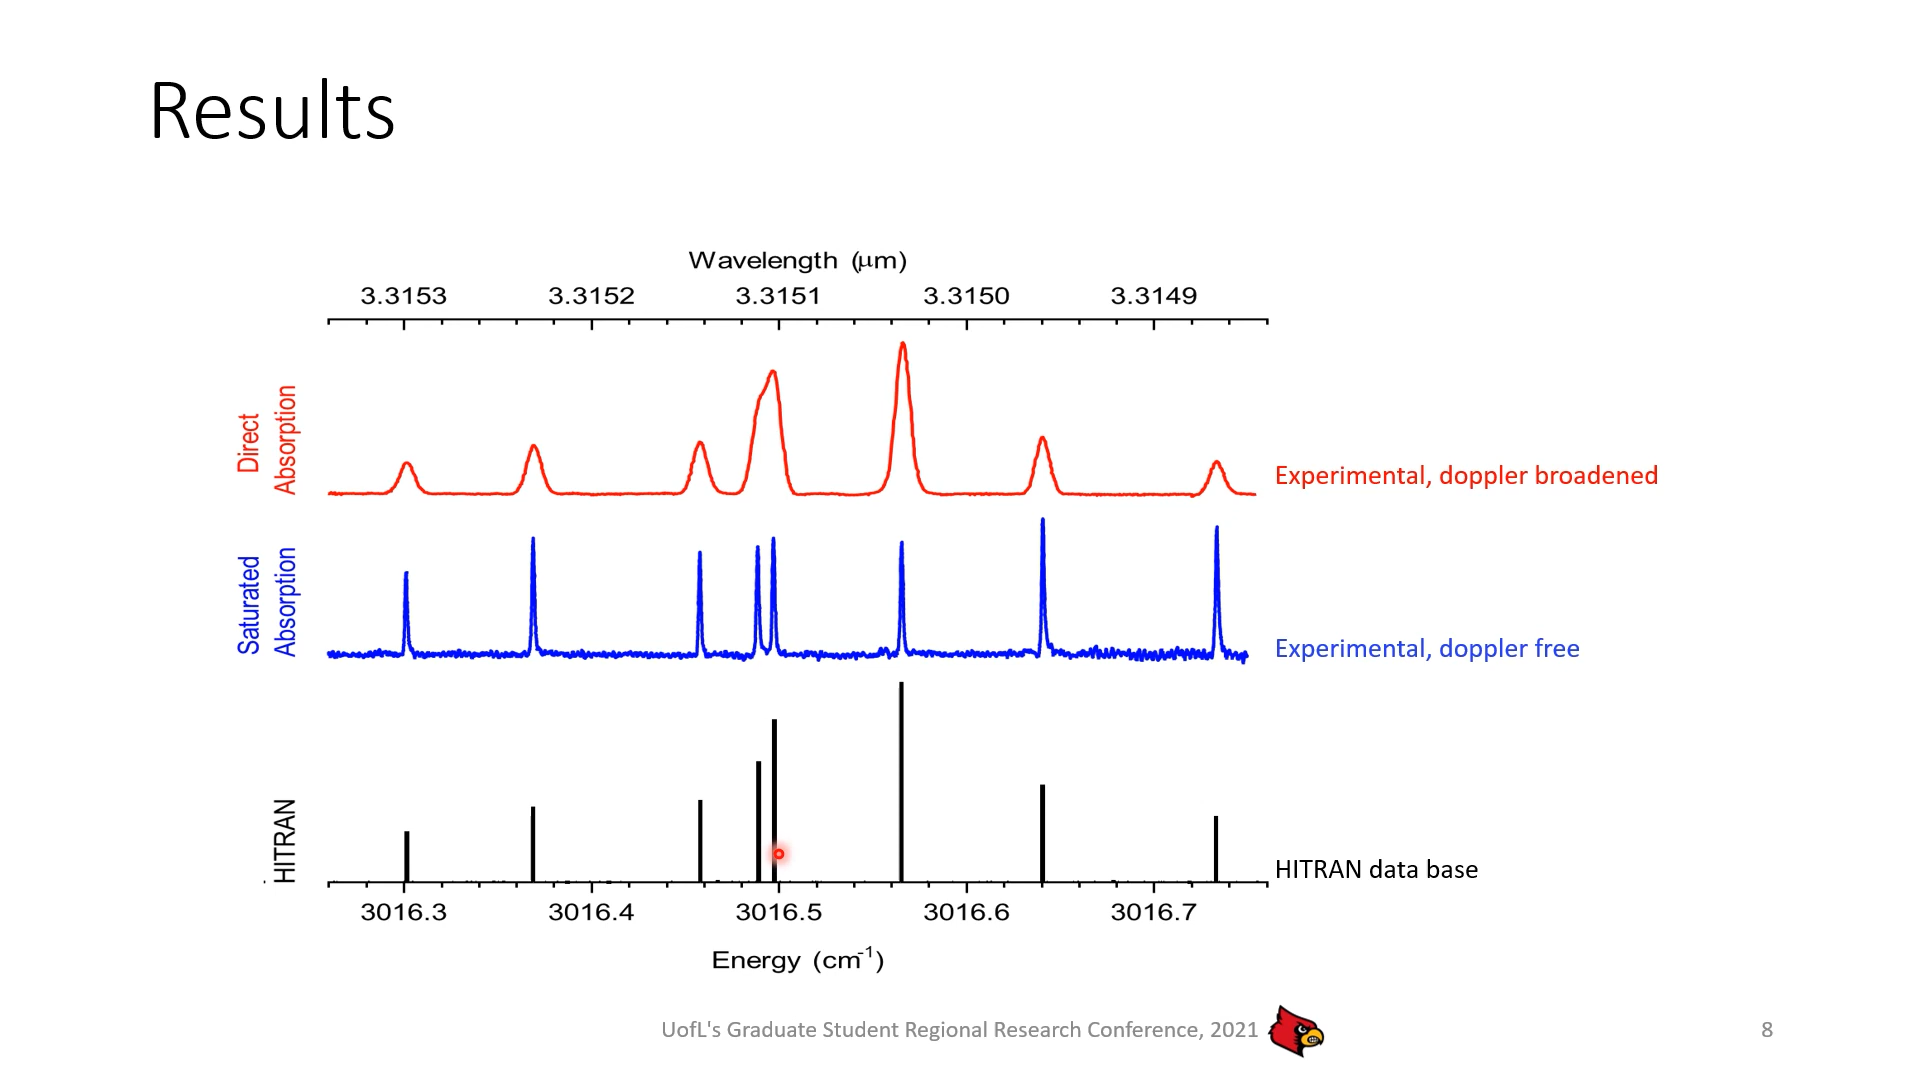 Results
Wavelength (μm)
3.3153 3.3152 3.3151 3.3150 3.3149
Direct
Absorption
Experimental, doppler broadened
Saturated
Absorption
Experimental, doppler free
HITRAN
HITRAN data base
3016.3 3016.4 3016.5 3016.6 3016.7
Energy (cm⁻¹)
UofL's Graduate Student Regional Research Conference, 2021
8